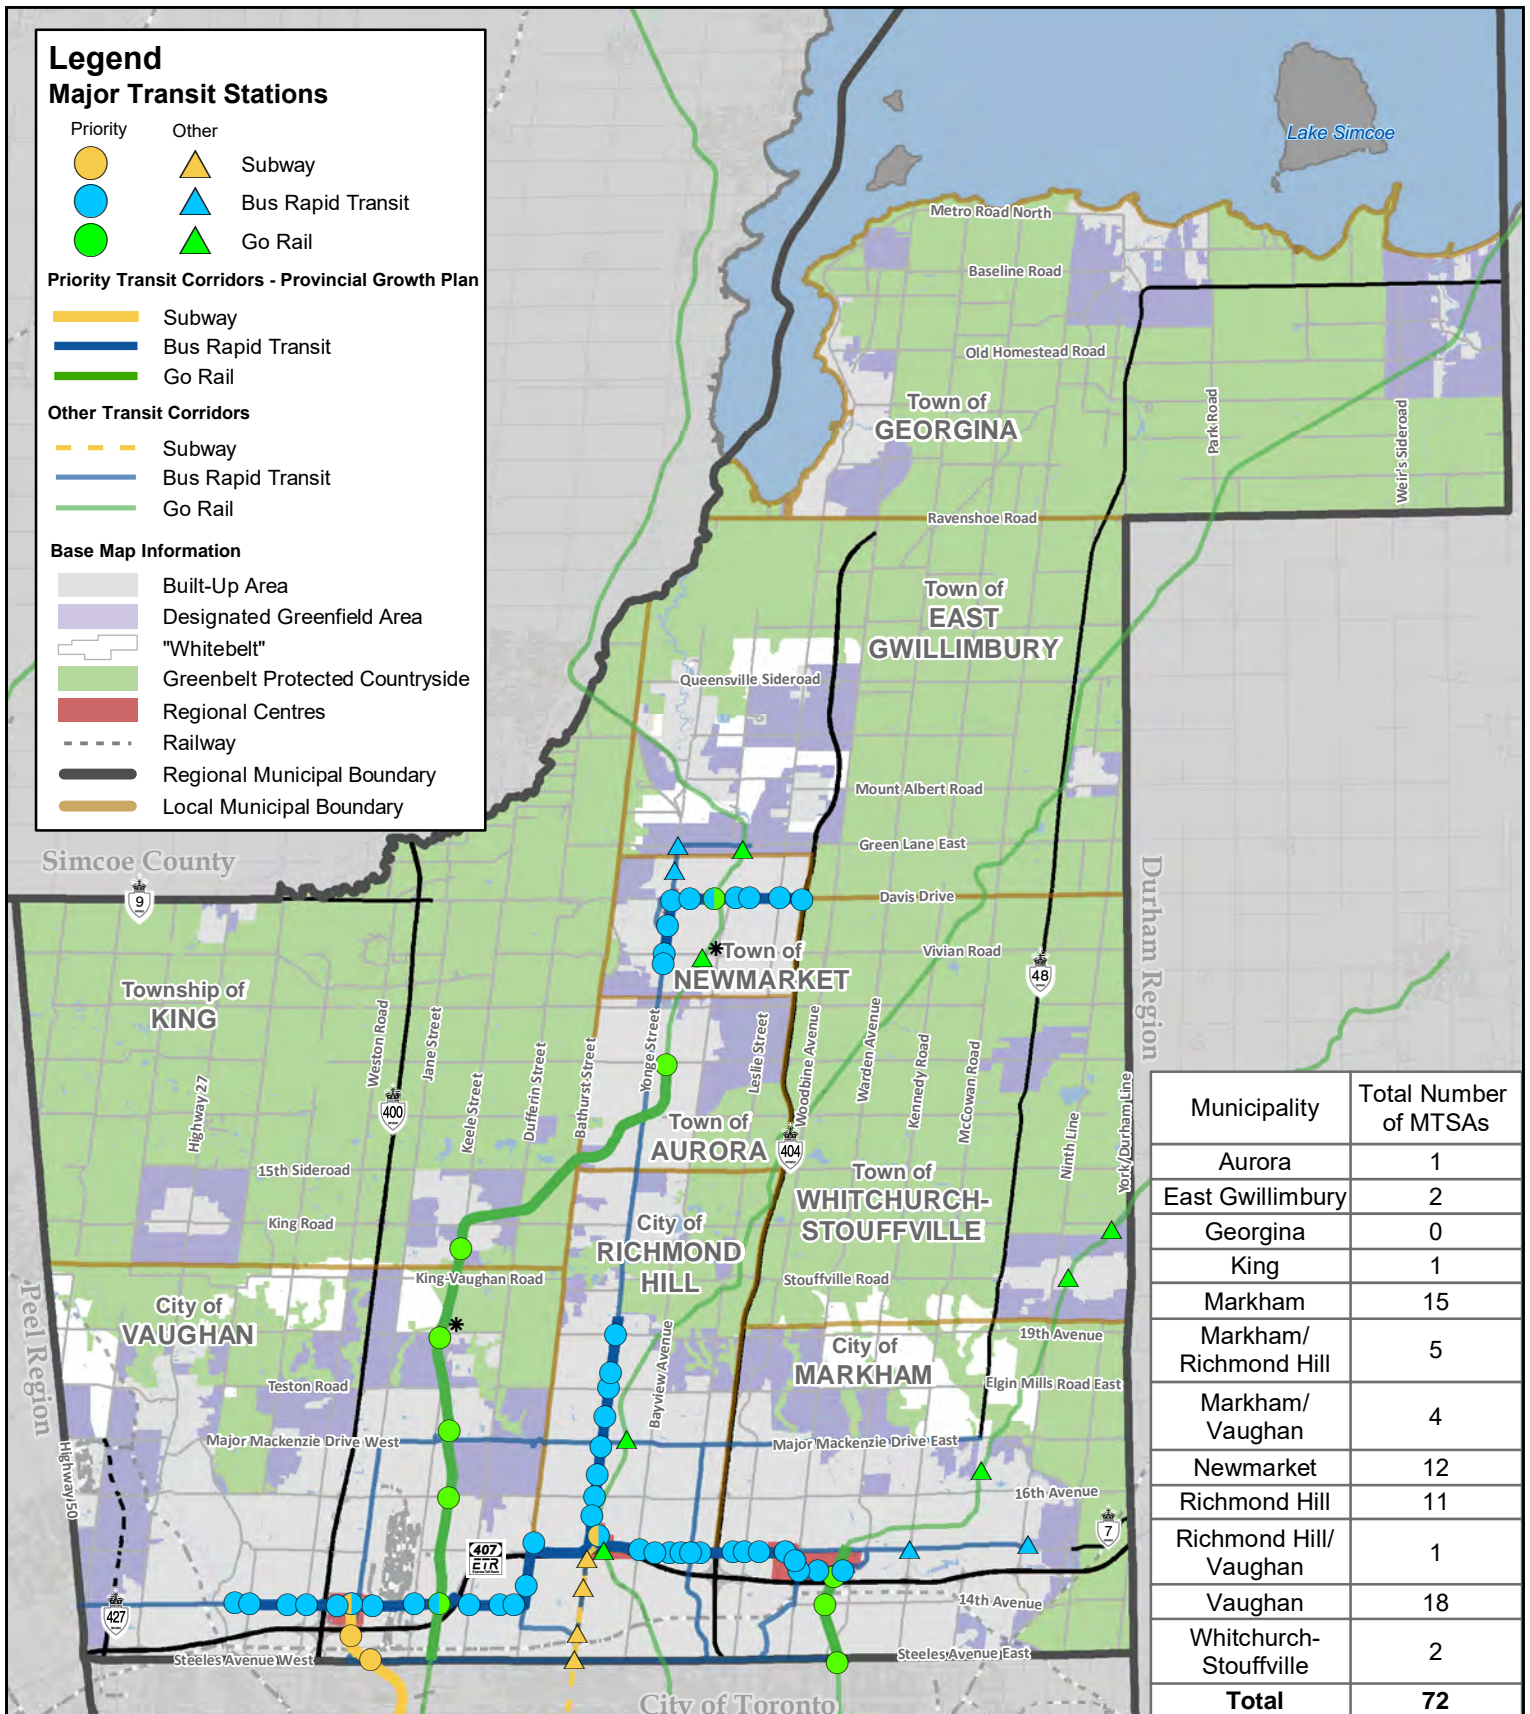 Legend
Major Transit Stations
Priority
Other
Subway
Bus Rapid Transit
Go Rail
Priority Transit Corridors - Provincial Growth Plan
Subway
Bus Rapid Transit
Go Rail
Other Transit Corridors
Subway
Bus Rapid Transit
Go Rail
Base Map Information
Built-Up Area
Designated Greenfield Area
"Whitebelt"
Greenbelt Protected Countryside
Regional Centres
Railway
Regional Municipal Boundary
Local Municipal Boundary
Lake Simcoe
Metro Road North
Baseline Road
Old Homestead Road
Town of
GEORGINA
Park Road
Weir's Sideroad
Ravenshoe Road
Town of
EAST
GWILLIMBURY
Queensville Sideroad
Mount Albert Road
Green Lane East
Simcoe County
Durham Region
9
Davis Drive
Vivian Road
*
Town of
NEWMARKET
48
Township of
KING
Highway 27
Weston Road
Jane Street
400
Keele Street
Dufferin Street
Bathurst Street
Yonge Street
Leslie Street
Woodbine Avenue
Warden Avenue
Kennedy Road
McCowan Road
Ninth Line
York/Durham Line
Town of
AURORA
404
15th Sideroad
King Road
Town of
WHITCHURCH-
STOUFFVILLE
City of
RICHMOND
HILL
King-Vaughan Road
Stouffville Road
Peel Region
City of
VAUGHAN
*
19th Avenue
City of
MARKHAM
Bayview Avenue
Teston Road
Elgin Mills Road East
Major Mackenzie Drive West
Major Mackenzie Drive East
Highway 50
16th Avenue
7
407
ETR
427
14th Avenue
Steeles Avenue West
Steeles Avenue East
City of Toronto
Municipality Total Number
of MTSAs
Aurora 1
East Gwillimbury 2
Georgina 0
King 1
Markham 15
Markham/
Richmond Hill 5
Markham/
Vaughan 4
Newmarket 12
Richmond Hill 11
Richmond Hill/
Vaughan 1
Vaughan 18
Whitchurch-
Stouffville 2
Total 72